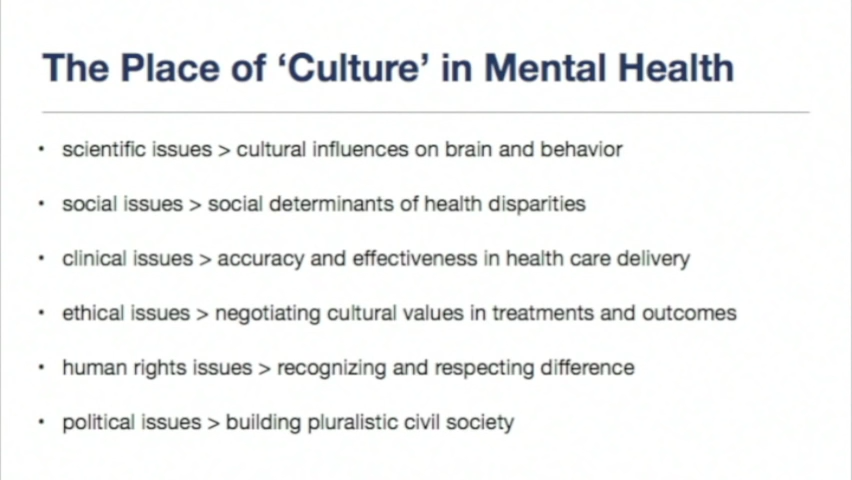 The Place of ‘Culture’ in Mental Health
• scientific issues > cultural influences on brain and behavior
• social issues > social determinants of health disparities
• clinical issues > accuracy and effectiveness in health care delivery
• ethical issues > negotiating cultural values in treatments and outcomes
• human rights issues > recognizing and respecting difference
• political issues > building pluralistic civil society